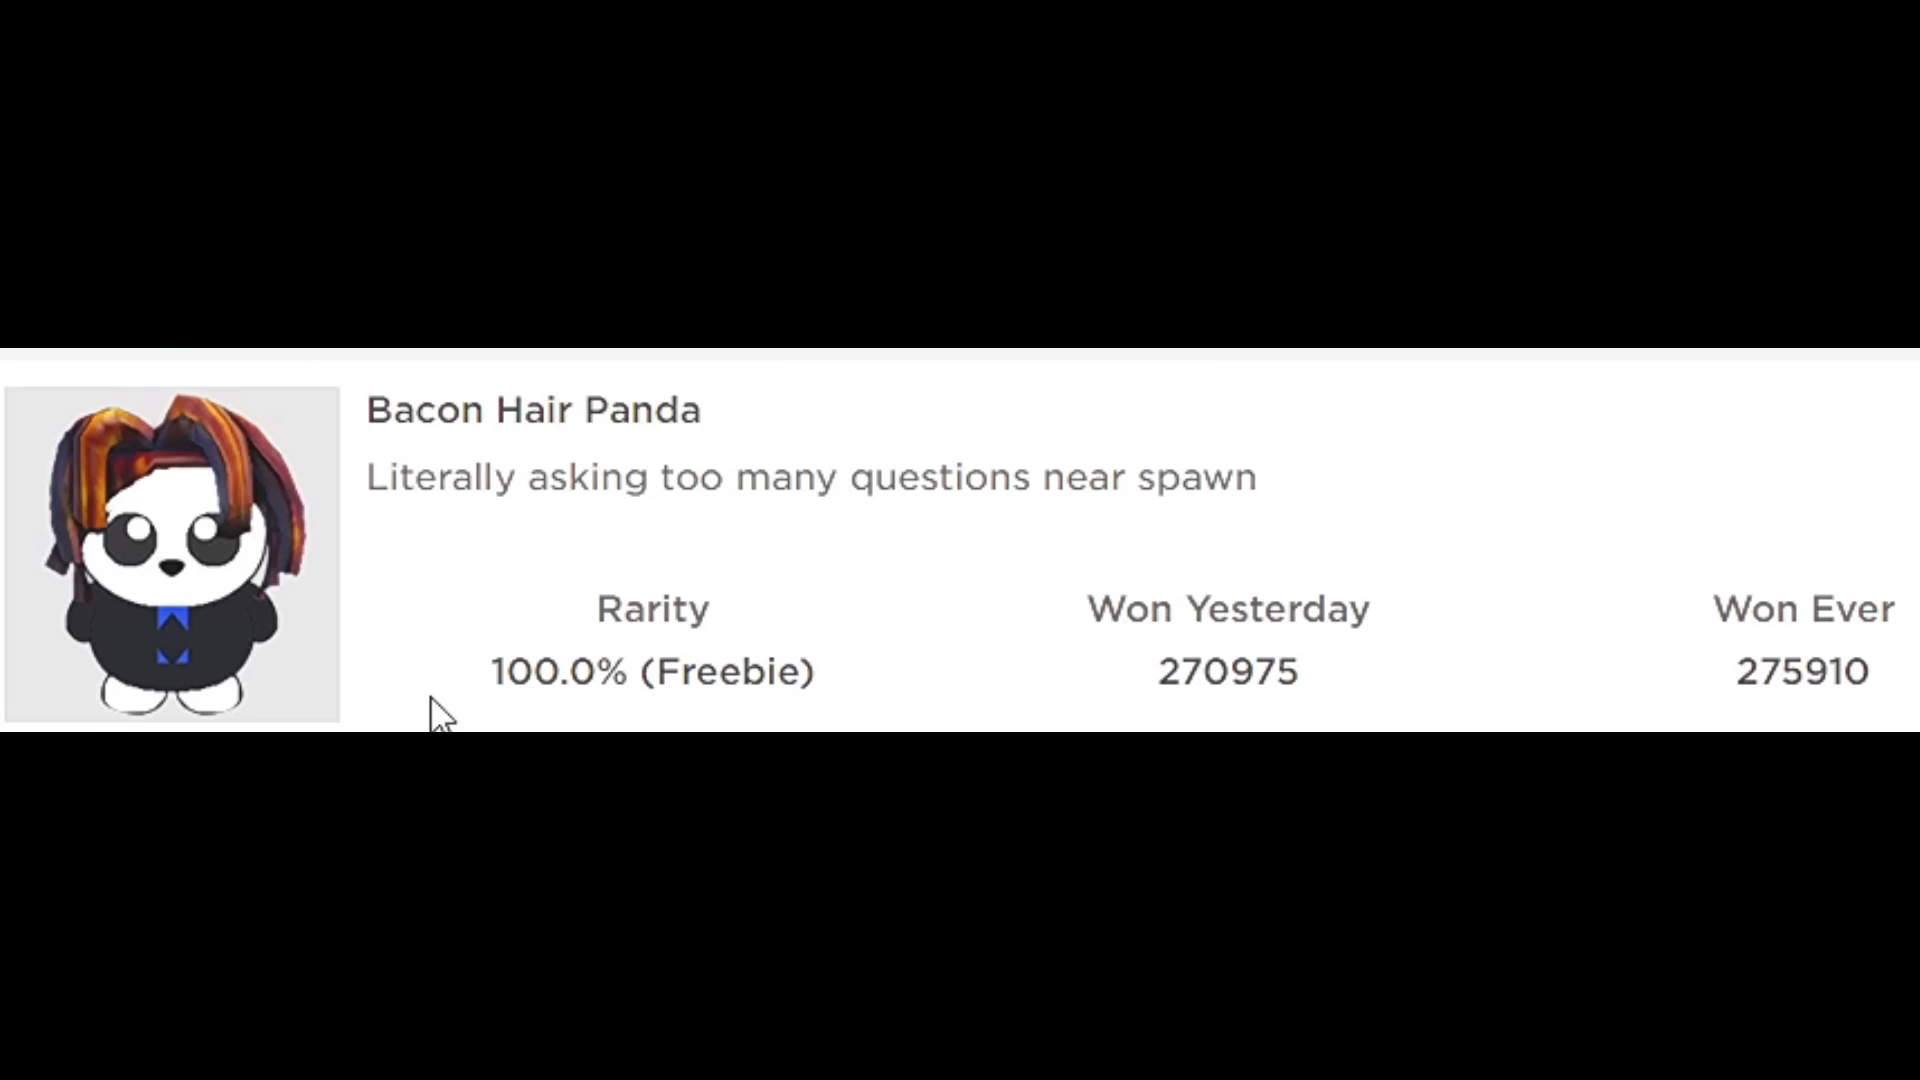 Bacon Hair Panda
Literally asking too many questions near spawn
Rarity Won Yesterday Won Ever
100.0% (Freebie) 270975 275910